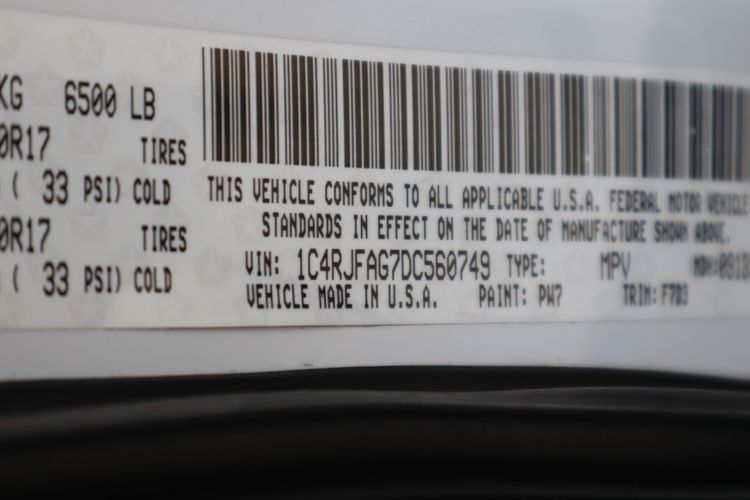 KG 6500 LB
0R17 TIRES
( 33 PSI) COLD
0R17 TIRES
( 33 PSI) COLD
THIS VEHICLE CONFORMS TO ALL APPLICABLE U.S.A. FEDERAL MOTOR VEHICLE
STANDARDS IN EFFECT ON THE DATE OF MANUFACTURE SHOWN ABOVE.
VIN: 1C4RJFAG7DC560749 TYPE: MPV
VEHICLE MADE IN U.S.A. PAINT: PW7 TRIM: